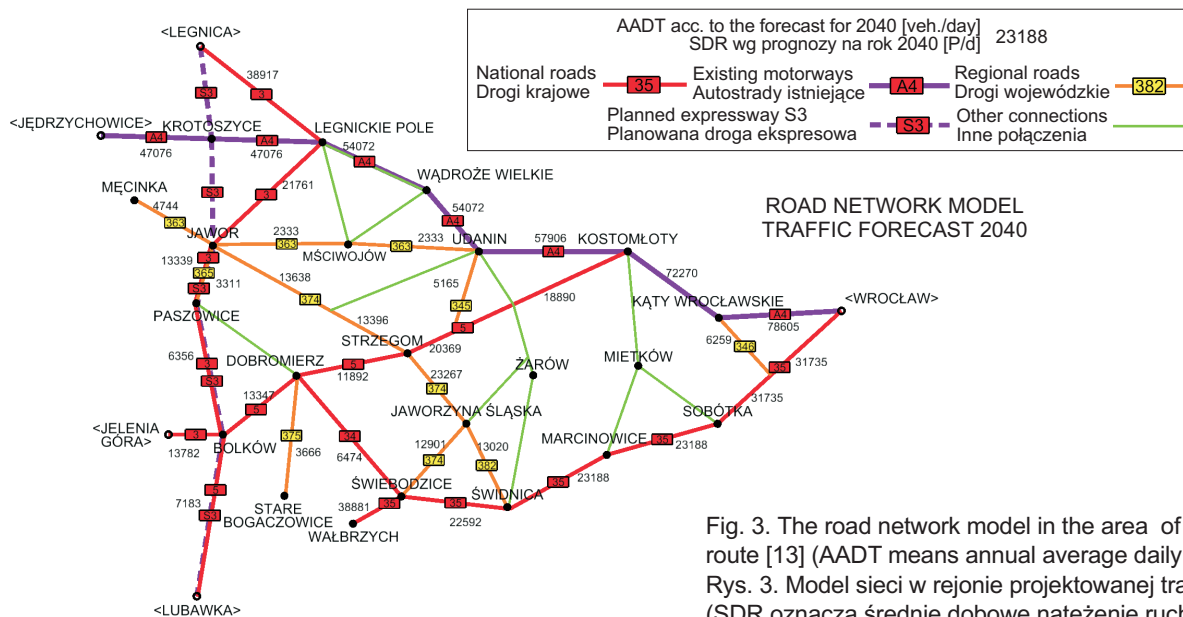 AADT acc. to the forecast for 2040 [veh./day]
SDR wg prognozy na rok 2040 [P/d]
23188
National roads
Drogi krajowe
35
Existing motorways
Autostrady istniejące
A4
Regional roads
Drogi wojewódzkie
382
Planned expressway S3
Planowana droga ekspresowa
S3
Other connections
Inne połączenia
ROAD NETWORK MODEL
TRAFFIC FORECAST 2040
<LEGNICA>
38917
S3
3
<JĘDRZYCHOWICE>
KROTOSZYCE
LEGNICKIE POLE
A4
A4
47076
47076
54072
A4
WĄDROŻE WIELKIE
MĘCINKA
S3
3
21761
4744
363
A4
54072
JAWOR
2333
363
MŚCIWOJÓW
363
2333
UDANIN
57906
A4
KOSTOMŁOTY
3
13339
365
3311
S3
13638
374
5165
345
18890
72270
KĄTY WROCŁAWSKIE
<WROCŁAW>
A4
78605
PASZOWICE
13396
5
STRZEGOM
20369
6259
346
31735
35
6356
3
S3
DOBROMIERZ
5
11892
ŻARÓW
MIETKÓW
23267
374
31735
13347
5
JAWORZYNA ŚLĄSKA
SOBÓTKA
<JELENIA
GÓRA>
3
13782
BOLKÓW
375
3666
34
6474
12901
374
13020
382
MARCINOWICE
35
23188
7183
5
S3
STARE
BOGACZOWICE
ŚWIEBODZICE
35
38881
WAŁBRZYCH
35
22592
ŚWIDNICA
35
23188
<LUBAWKA>
Fig. 3. The road network model in the area of
route [13] (AADT means annual average daily
Rys. 3. Model sieci w rejonie projektowanej tra
(SDR oznacza średnie dobowe natężenie ruch